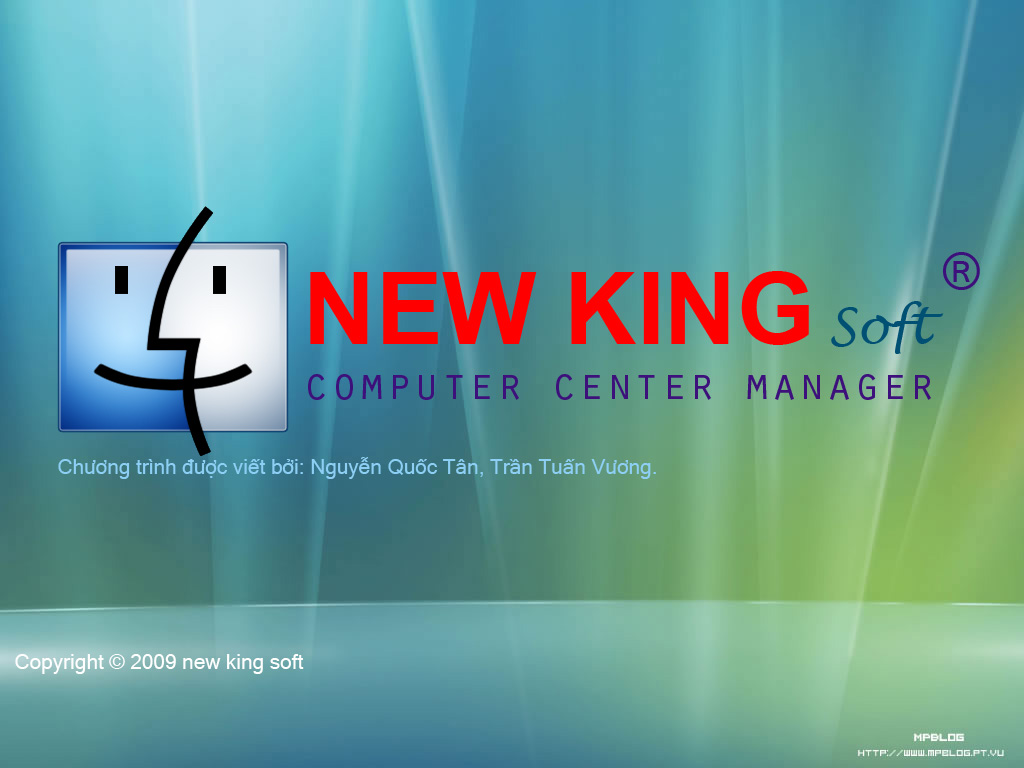 NEW KING Soft ®
COMPUTER CENTER MANAGER
Chương trình được viết bởi: Nguyễn Quốc Tân, Trần Tuấn Vương.
Copyright © 2009 new king soft
MPBLOG
HTTP://WWW.MPBLOG.PT.VU